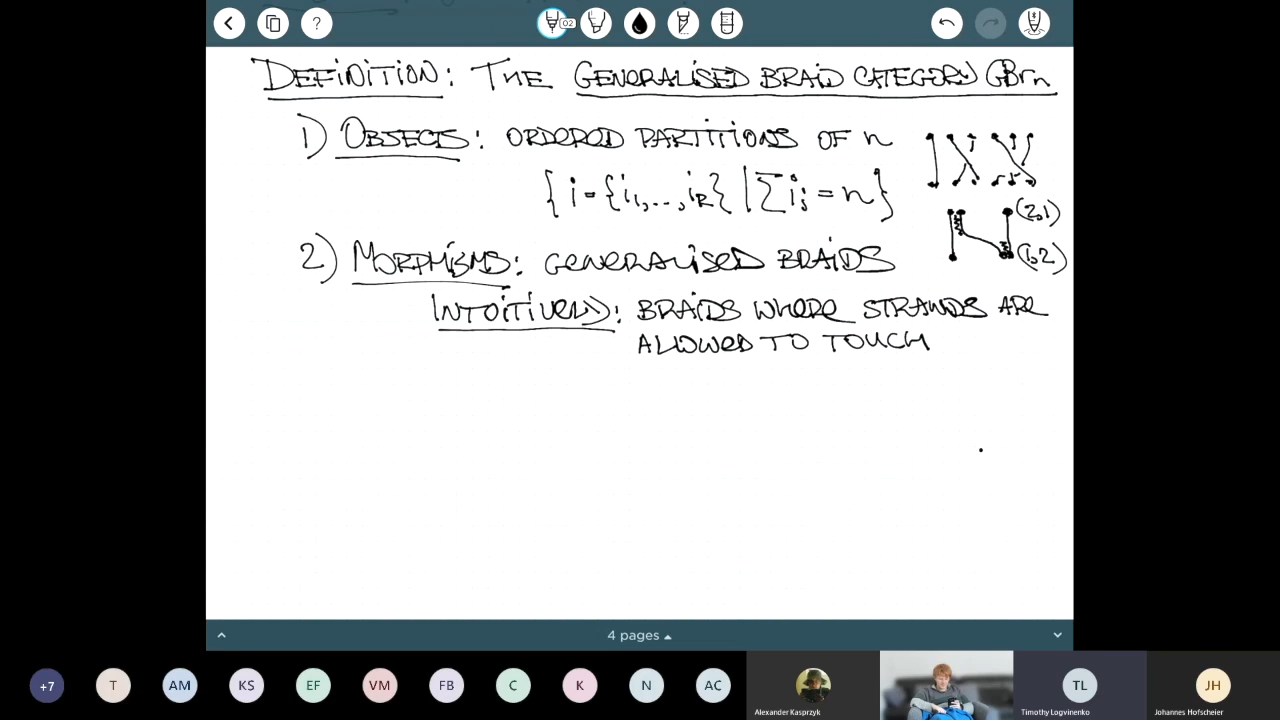 ?
02
DEFINITION: THE GENERALISED BRAID CATEGORY GBrn
1) OBJECTS: ORDERED PARTITIONS OF n
{ i = {i1,..., iR} | Σ ij = n }
(2,1)
2) MORPHISMS: GENERALISED BRAIDS
(1,2)
INTUITIVELY: BRAIDS WHERE STRANDS ARE
ALLOWED TO TOUCH
4 pages
+7 T AM KS EF VM FB C K N AC TL JH
Alexander Kasprzyk Timothy Logvinenko Johannes Hofscheier